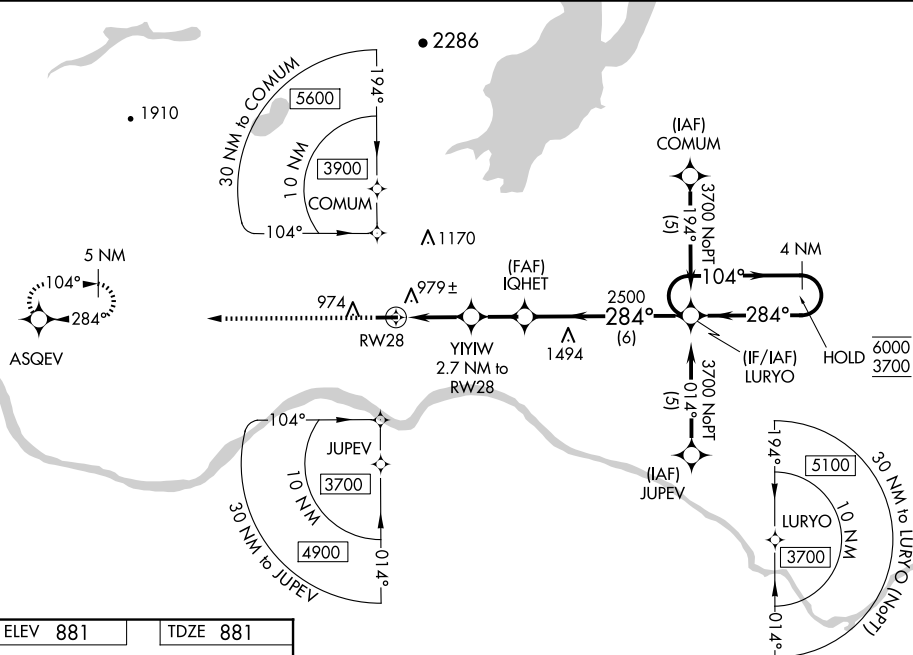 2286
1910
30 NM to COMUM
5600
194°
10 NM
3900
COMUM
104°
(IAF)
COMUM
3700 NoPT
194°
(5)
4 NM
104°
284°
HOLD 6000
3700
(IF/IAF)
LURYO
5 NM
104°
284°
ASQEV
1170
979±
974
RW28
(FAF)
IQHET
YIYIW
2.7 NM to
RW28
2500
284°
(6)
1494
3700 NoPT
014°
(5)
(IAF)
JUPEV
104°
JUPEV
10 NM
3700
30 NM to JUPEV
4900
014°
194°
5100
30 NM to LURYO (NoPT)
LURYO
10 NM
3700
014°
ELEV 881
TDZE 881